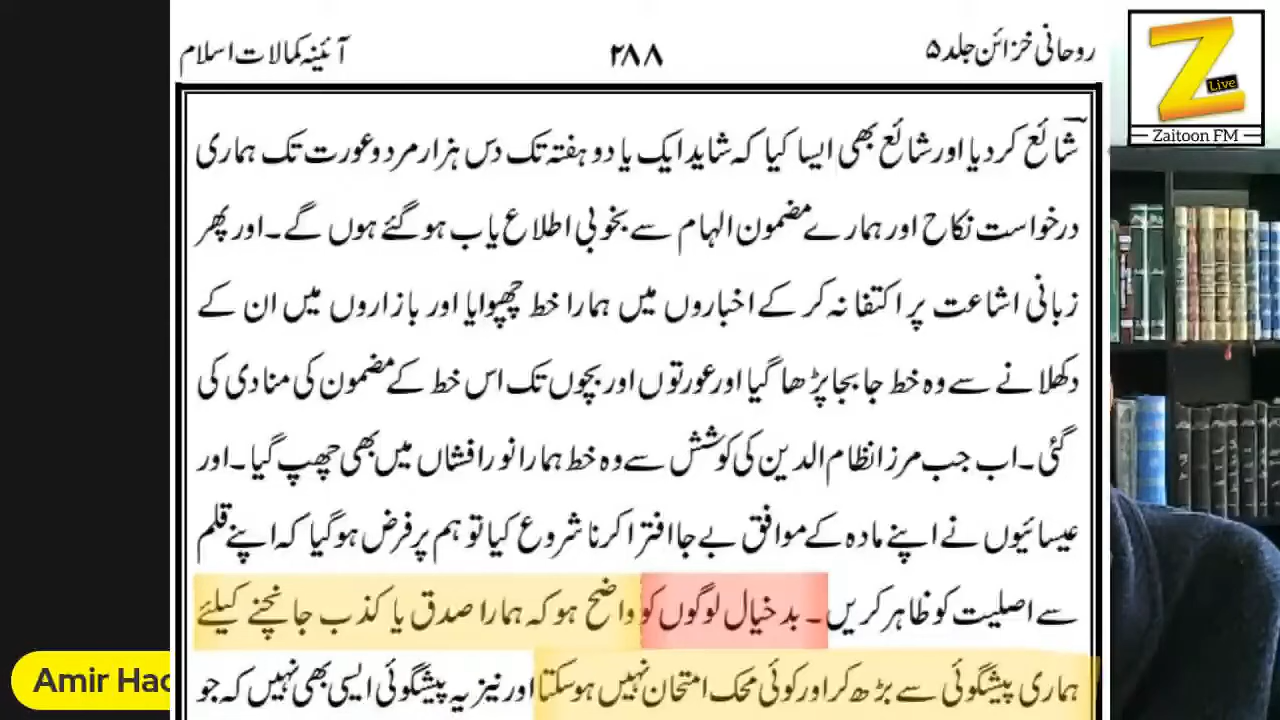 روحانی خزائن جلد ۵
۲۸۸
آئینہ کمالات اسلام
شائع کر دیا اور شائع بھی ایسا کیا کہ شاید ایک یا دو ہفتہ تک دس ہزار مرد و عورت تک ہماری
درخواست نکاح اور ہمارے مضمون الہام سے بخوبی اطلاع یاب ہو گئے ہوں گے۔ اور پھر
زبانی اشاعت پر اکتفا نہ کر کے اخباروں میں ہمارا خط چھپوایا اور بازاروں میں ان کے
دکھلانے سے وہ خط جا بجا پڑھا گیا اور عورتوں اور بچوں تک اس خط کے مضمون کی منادی کی
گئی۔ اب جب مرزا نظام الدین کی کوشش سے وہ خط ہمارا نور افشاں میں بھی چھپ گیا۔ اور
عیسائیوں نے اپنے مادہ کے موافق بے جا افترا کرنا شروع کیا تو ہم پر فرض ہو گیا کہ اپنے قلم
سے اصلیت کو ظاہر کریں۔ بد خیال لوگوں کو واضح ہو کہ ہمارا صدق یا کذب جانچنے کیلئے
ہماری پیشگوئی سے بڑھ کر اور کوئی محک امتحان نہیں ہو سکتا اور نیز یہ پیشگوئی ایسی بھی نہیں کہ جو
Z
Live
Zaitoon FM
Amir Hac